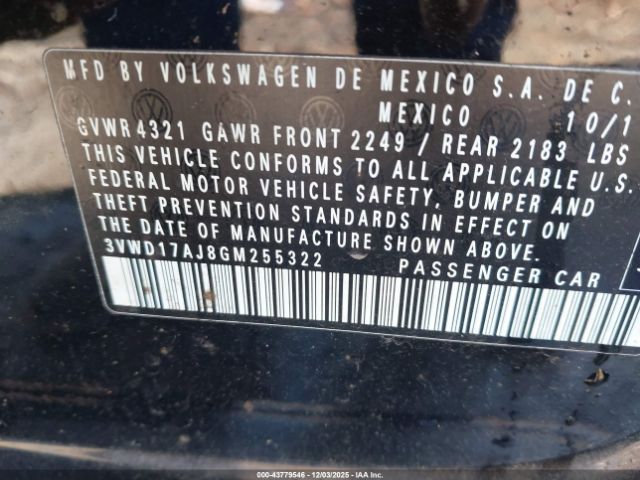 MFD BY VOLKSWAGEN DE MEXICO S.A. DE C.
MEXICO 10/1
GVWR 4321 GAWR FRONT 2249 / REAR 2183 LBS
THIS VEHICLE CONFORMS TO ALL APPLICABLE U.S.
FEDERAL MOTOR VEHICLE SAFETY, BUMPER AND
THEFT PREVENTION STANDARDS IN EFFECT ON
THE DATE OF MANUFACTURE SHOWN ABOVE.
3VWD17AJ8GM255322 PASSENGER CAR
000-43779546 - 12/03/2025 - IAA Inc.